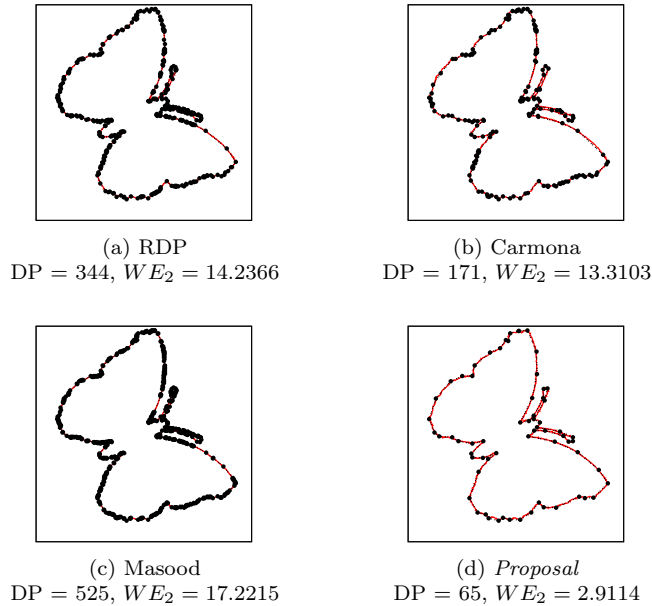 (a) RDP
DP = 344, WE₂ = 14.2366
(b) Carmona
DP = 171, WE₂ = 13.3103
(c) Masood
DP = 525, WE₂ = 17.2215
(d) Proposal
DP = 65, WE₂ = 2.9114